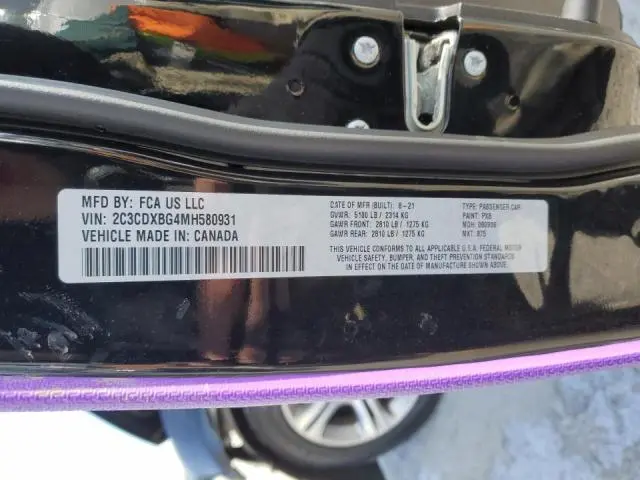 MFD BY: FCA US LLC
VIN: 2C3CDXBG4MH580931
VEHICLE MADE IN: CANADA
DATE OF MFR (BUILT): 8-21
GVWR: 5180 LB / 2314 KG
GAWR FRONT: 2810 LB / 1275 KG
GAWR REAR: 2810 LB / 1275 KG
TYPE: PASSENGER CAR
PAINT: PX8
MDH:
THIS VEHICLE CONFORMS TO ALL APPLICABLE U.S.A. FEDERAL MOTOR
VEHICLE SAFETY, BUMPER, AND THEFT PREVENTION STANDARDS
IN EFFECT ON THE DATE OF MANUFACTURE SHOWN ABOVE.